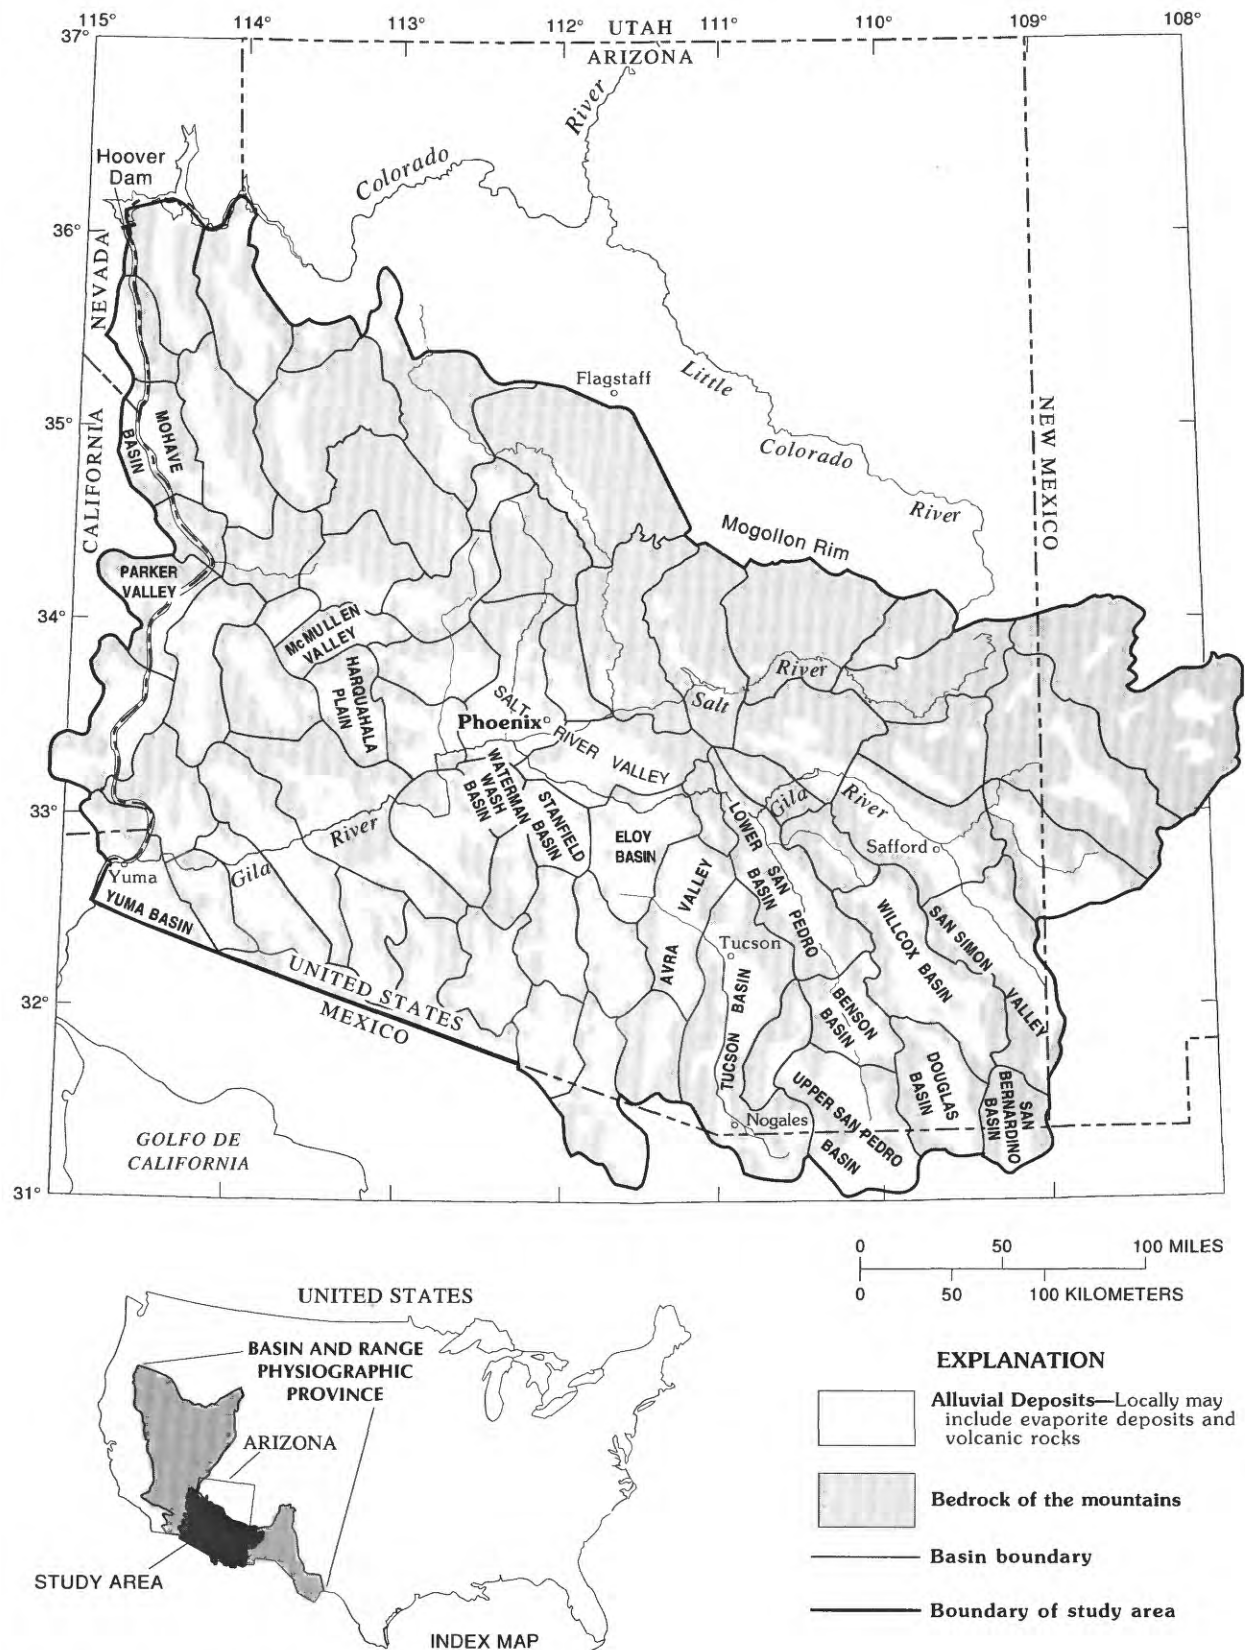 115°
114°
113°
112°
111°
110°
109°
108°
37°
UTAH
ARIZONA
River
Colorado
Hoover
Dam
36°
NEVADA
Flagstaff
Little
Colorado
River
35°
CALIFORNIA
MOHAVE
BASIN
NEW MEXICO
Mogollon Rim
PARKER
VALLEY
34°
McMULLEN
VALLEY
HARQUAHALA
PLAIN
River
Salt
SALT
RIVER VALLEY
Phoenix
33°
WATERMAN
WASH
BASIN
STANFIELD
BASIN
Gila
River
Gila
River
ELOY
BASIN
LOWER
SAN PEDRO
BASIN
Safford
Yuma
YUMA BASIN
AVRA
VALLEY
WILLCOX
BASIN
SAN SIMON
VALLEY
Tucson
TUCSON
BASIN
32°
UNITED STATES
MEXICO
BENSON
BASIN
DOUGLAS
BASIN
SAN
BERNARDINO
BASIN
UPPER SAN PEDRO
BASIN
Nogales
GOLFO DE
CALIFORNIA
31°
114°
113°
112°
111°
110°
109°
0 50 100 MILES
0 50 100 KILOMETERS
UNITED STATES
BASIN AND RANGE
PHYSIOGRAPHIC
PROVINCE
ARIZONA
STUDY AREA
INDEX MAP
EXPLANATION
Alluvial Deposits—Locally may
include evaporite deposits and
volcanic rocks
Bedrock of the mountains
Basin boundary
Boundary of study area